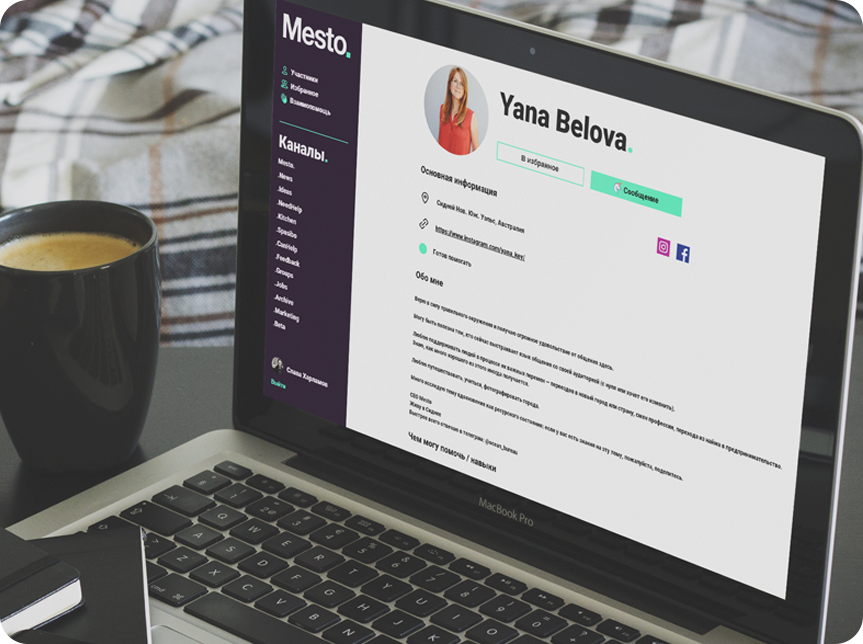 Mesto.
Участники
Избранное
Взаимопомощь
Каналы.
Mesto.
.News
.Ideas
.NeedHelp
.Kitchen
.Spasibo
.CanHelp
.Feedback
.Groups
.Jobs
.Archive
.Marketing
.Beta
Слава Харламов
Выйти
Yana Belova.
В избранное
Сообщение
Основная информация
Сидней Нов. Юж. Уэльс, Австралия
https://www.instagram.com/yana_key/
Готов помогать
Обо мне
Верю в силу правильного окружения и получаю огромное удовольствие от общения здесь.
Могу быть полезна тем, кто сейчас выстраивает язык общения со своей аудиторией (с нуля или хочет его изменить).
Люблю поддерживать людей в процессе их важных перемен — переездов в новый город или страну, смен профессии, перехода из найма в предпринимательство.
Знаю, как много хорошего из этого иногда получается.
Люблю путешествовать, учиться, фотографировать города.
Много исследую тему вдохновения как ресурсного состояния: если у вас есть знания на эту тему, пожалуйста, поделитесь.
CEO Mesto
Живу в Сиднее
Быстрее всего отвечаю в телеграм:
Чем могу помочь / навыки
MacBook Pro